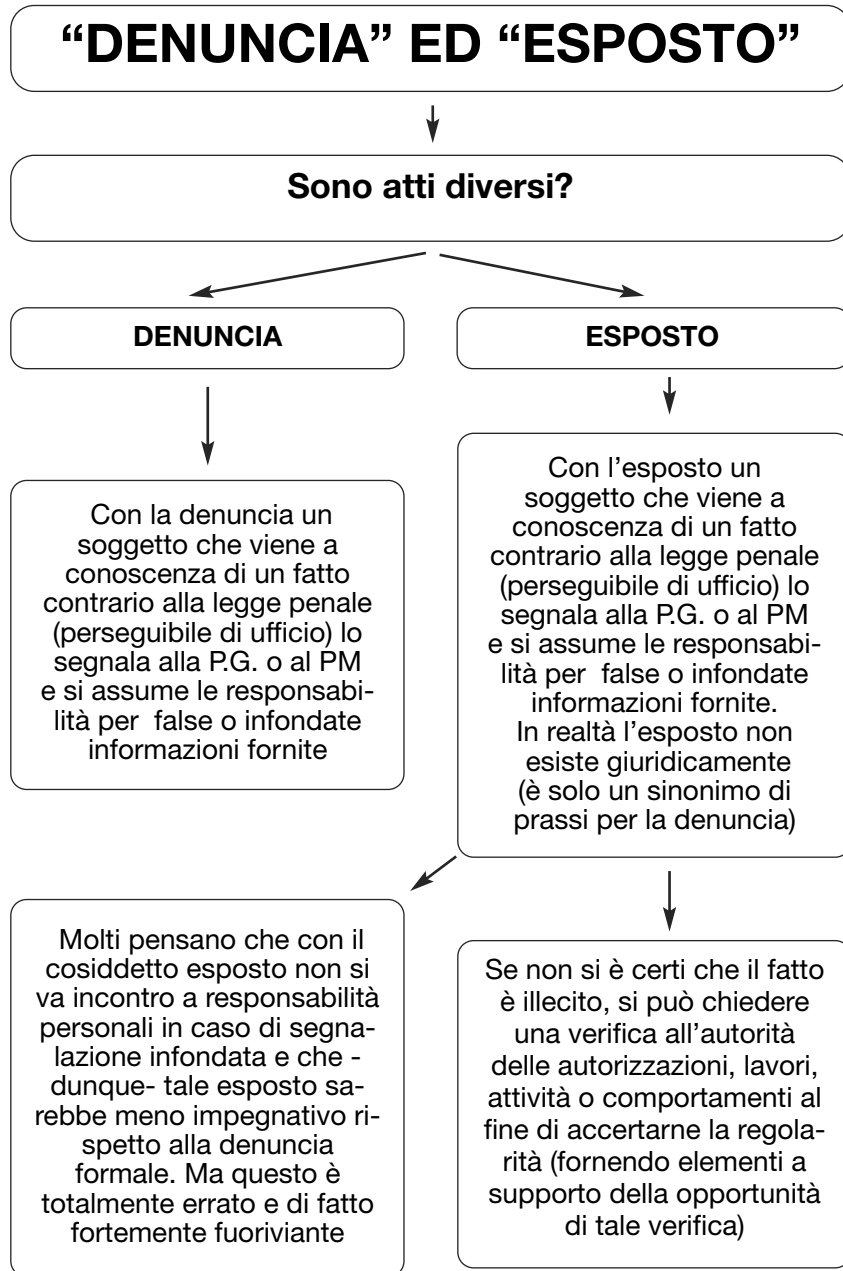 “DENUNCIA” ED “ESPOSTO”
Sono atti diversi?
DENUNCIA
ESPOSTO
Con la denuncia un
soggetto che viene a
conoscenza di un fatto
contrario alla legge penale
(perseguibile di ufficio) lo
segnala alla P.G. o al PM
e si assume le responsabi-
lità per false o infondate
informazioni fornite
Con l'esposto un
soggetto che viene a
conoscenza di un fatto
contrario alla legge penale
(perseguibile di ufficio) lo
segnala alla P.G. o al PM
e si assume le responsabi-
lità per false o infondate
informazioni fornite.
In realtà l'esposto non
esiste giuridicamente
(è solo un sinonimo di
prassi per la denuncia)
Molti pensano che con il
cosiddetto esposto non si
va incontro a responsabilità
personali in caso di segna-
lazione infondata e che -
dunque- tale esposto sa-
rebbe meno impegnativo ri-
spetto alla denuncia
formale. Ma questo è
totalmente errato e di fatto
fortemente fuoriviante
Se non si è certi che il fatto
è illecito, si può chiedere
una verifica all'autorità
delle autorizzazioni, lavori,
attività o comportamenti al
fine di accertarne la regola-
rità (fornendo elementi a
supporto della opportunità
di tale verifica)